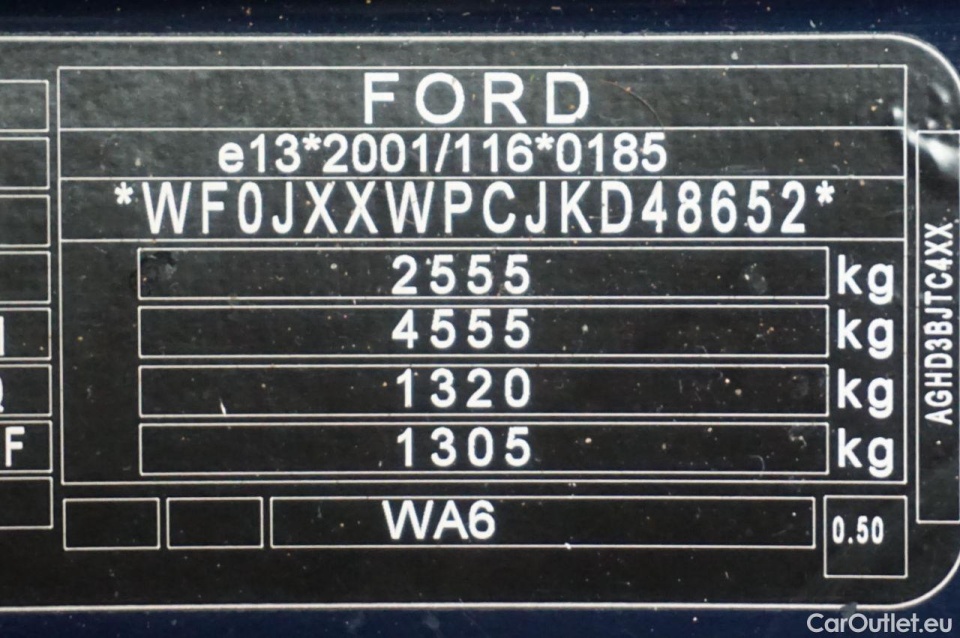 FORD
e13*2001/116*0185
*WF0JXXWPCJKD48652*
2555 kg
4555 kg
1320 kg
1305 kg
F
WA6
0.50
AGHD3BJTC4XX
CarOutlet.eu